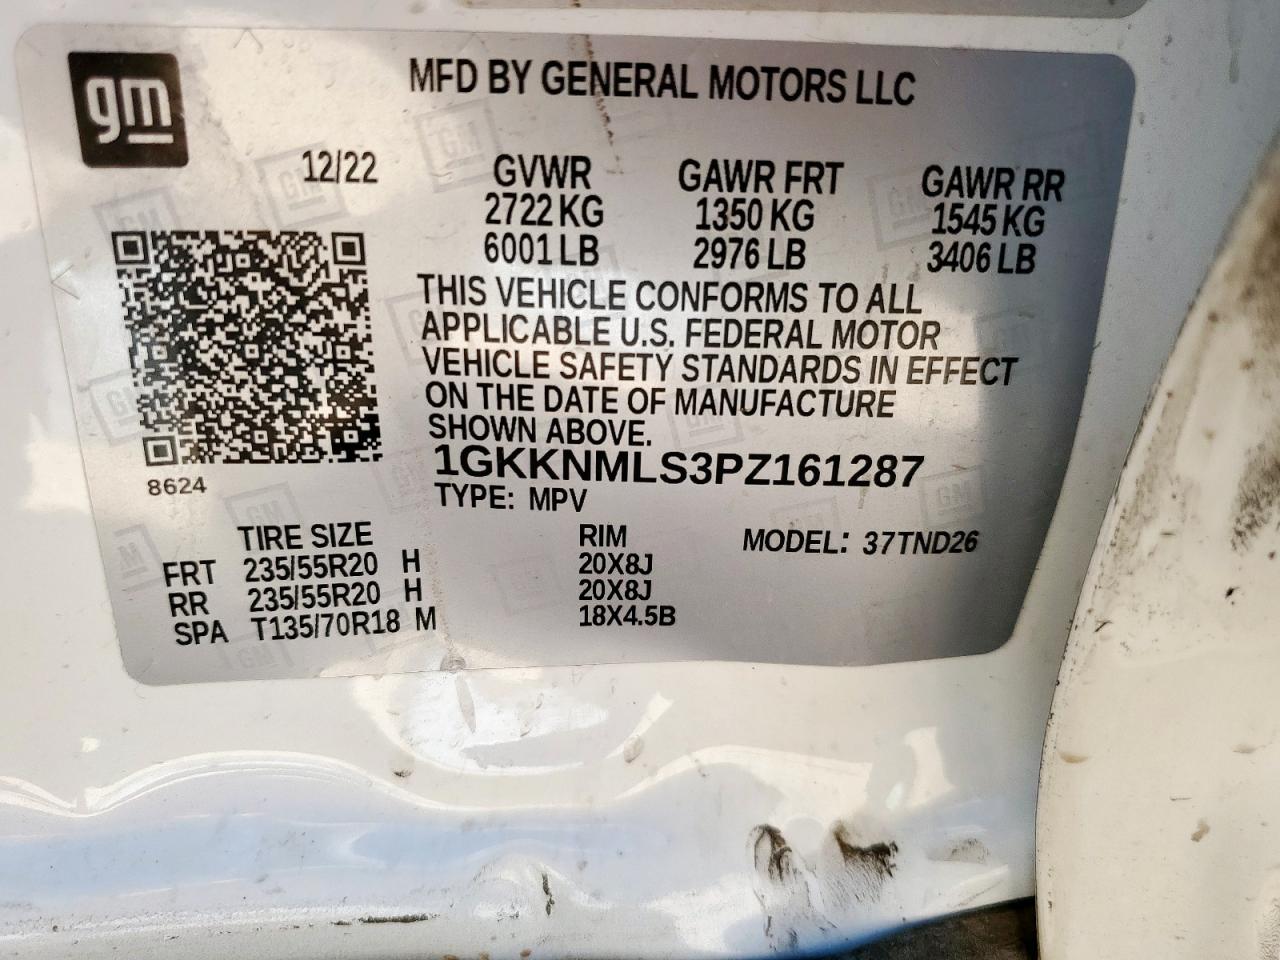 gm
MFD BY GENERAL MOTORS LLC
12/22
GVWR GAWR FRT GAWR RR
2722 KG 1350 KG 1545 KG
6001 LB 2976 LB 3406 LB
THIS VEHICLE CONFORMS TO ALL
APPLICABLE U.S. FEDERAL MOTOR
VEHICLE SAFETY STANDARDS IN EFFECT
ON THE DATE OF MANUFACTURE
SHOWN ABOVE.
1GKKNMLS3PZ161287
8624
TYPE: MPV
TIRE SIZE RIM MODEL: 37TND26
FRT 235/55R20 H 20X8J
RR 235/55R20 H 20X8J
SPA T135/70R18 M 18X4.5B